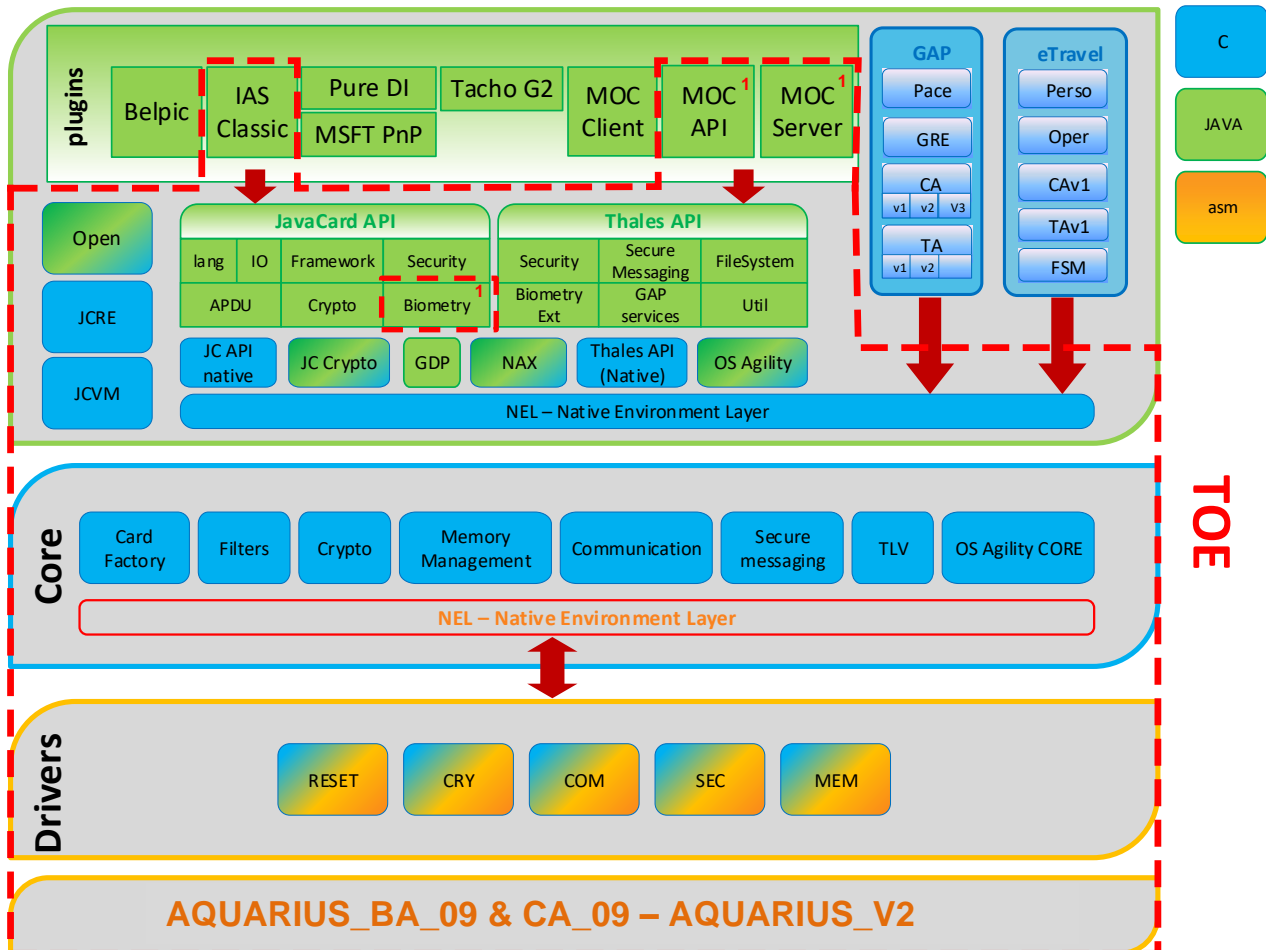 plugins
Belpic
IAS
Classic
Pure DI
MSFT PnP
Tacho G2
MOC
Client
MOC 1
API
MOC 1
Server
GAP
Pace
GRE
CA
v1 v2 V3
TA
v1 v2
eTravel
Perso
Oper
CAv1
TAv1
FSM
C
JAVA
asm
Open
JCRE
JCVM
JavaCard API
lang IO Framework Security
APDU Crypto Biometry 1
Thales API
Security
Secure
Messaging
FileSystem
Biometry
Ext
GAP
services
Util
JC API
native
JC Crypto
GDP
NAX
Thales API
(Native)
OS Agility
NEL – Native Environment Layer
TOE
Core
Card
Factory
Filters
Crypto
Memory
Management
Communication
Secure
messaging
TLV
OS Agility CORE
NEL – Native Environment Layer
Drivers
RESET
CRY
COM
SEC
MEM
AQUARIUS_BA_09 & CA_09 – AQUARIUS_V2